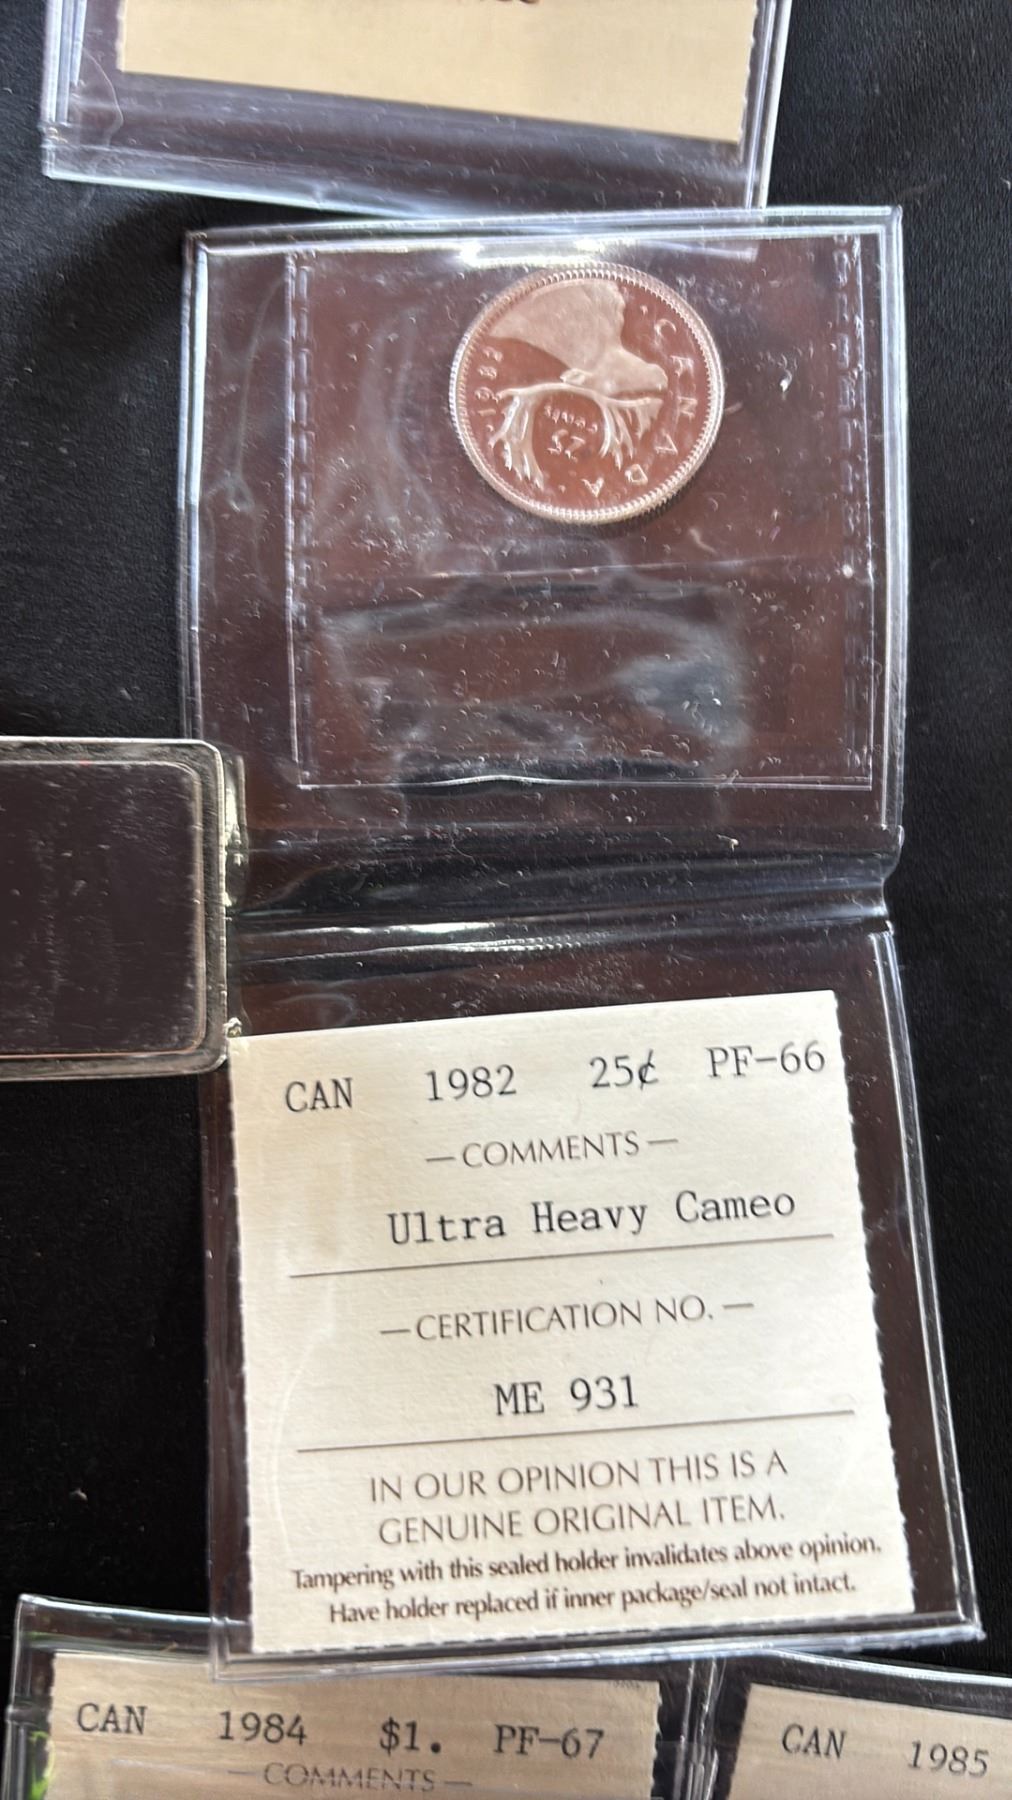 CANADA
1982
25
CENTS
CAN 1982 25¢ PF-66
—COMMENTS—
Ultra Heavy Cameo
—CERTIFICATION NO.—
ME 931
IN OUR OPINION THIS IS A
GENUINE ORIGINAL ITEM.
Tampering with this sealed holder invalidates above opinion.
Have holder replaced if inner package/seal not intact.
CAN 1984 $1. PF-67
—COMMENTS—
CAN 1985